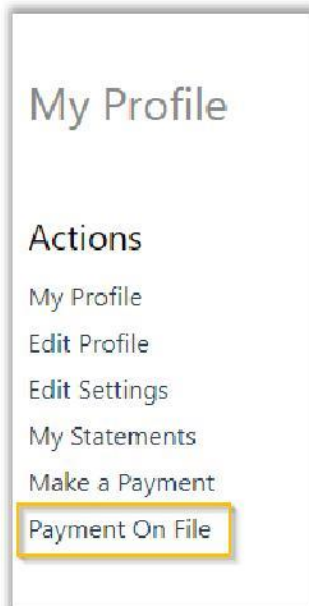 My Profile
Actions
My Profile
Edit Profile
Edit Settings
My Statements
Make a Payment
Payment On File